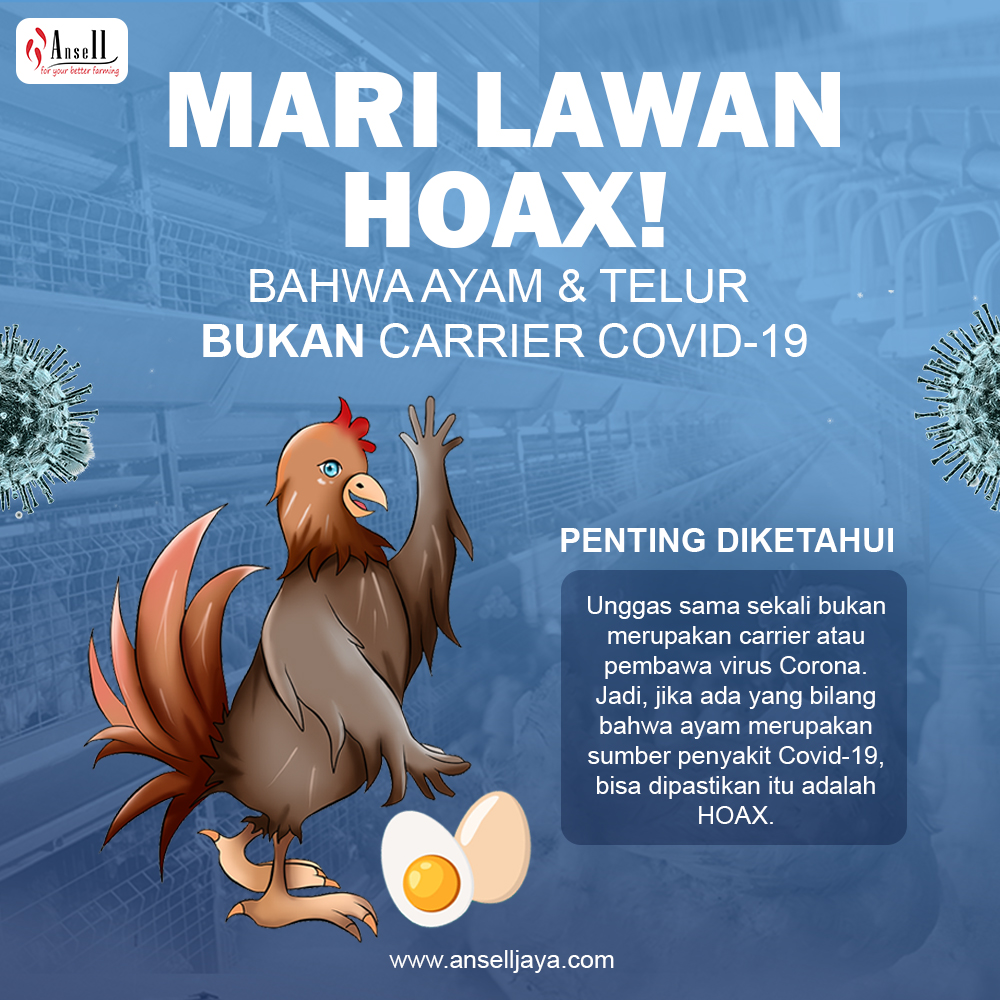 Ansell
for your better farming
MARI LAWAN
HOAX!
BAHWA AYAM & TELUR
BUKAN CARRIER COVID-19
PENTING DIKETAHUI
Unggas sama sekali bukan
merupakan carrier atau
pembawa virus Corona.
Jadi, jika ada yang bilang
bahwa ayam merupakan
sumber penyakit Covid-19,
bisa dipastikan itu adalah
HOAX.
www.anselljaya.com